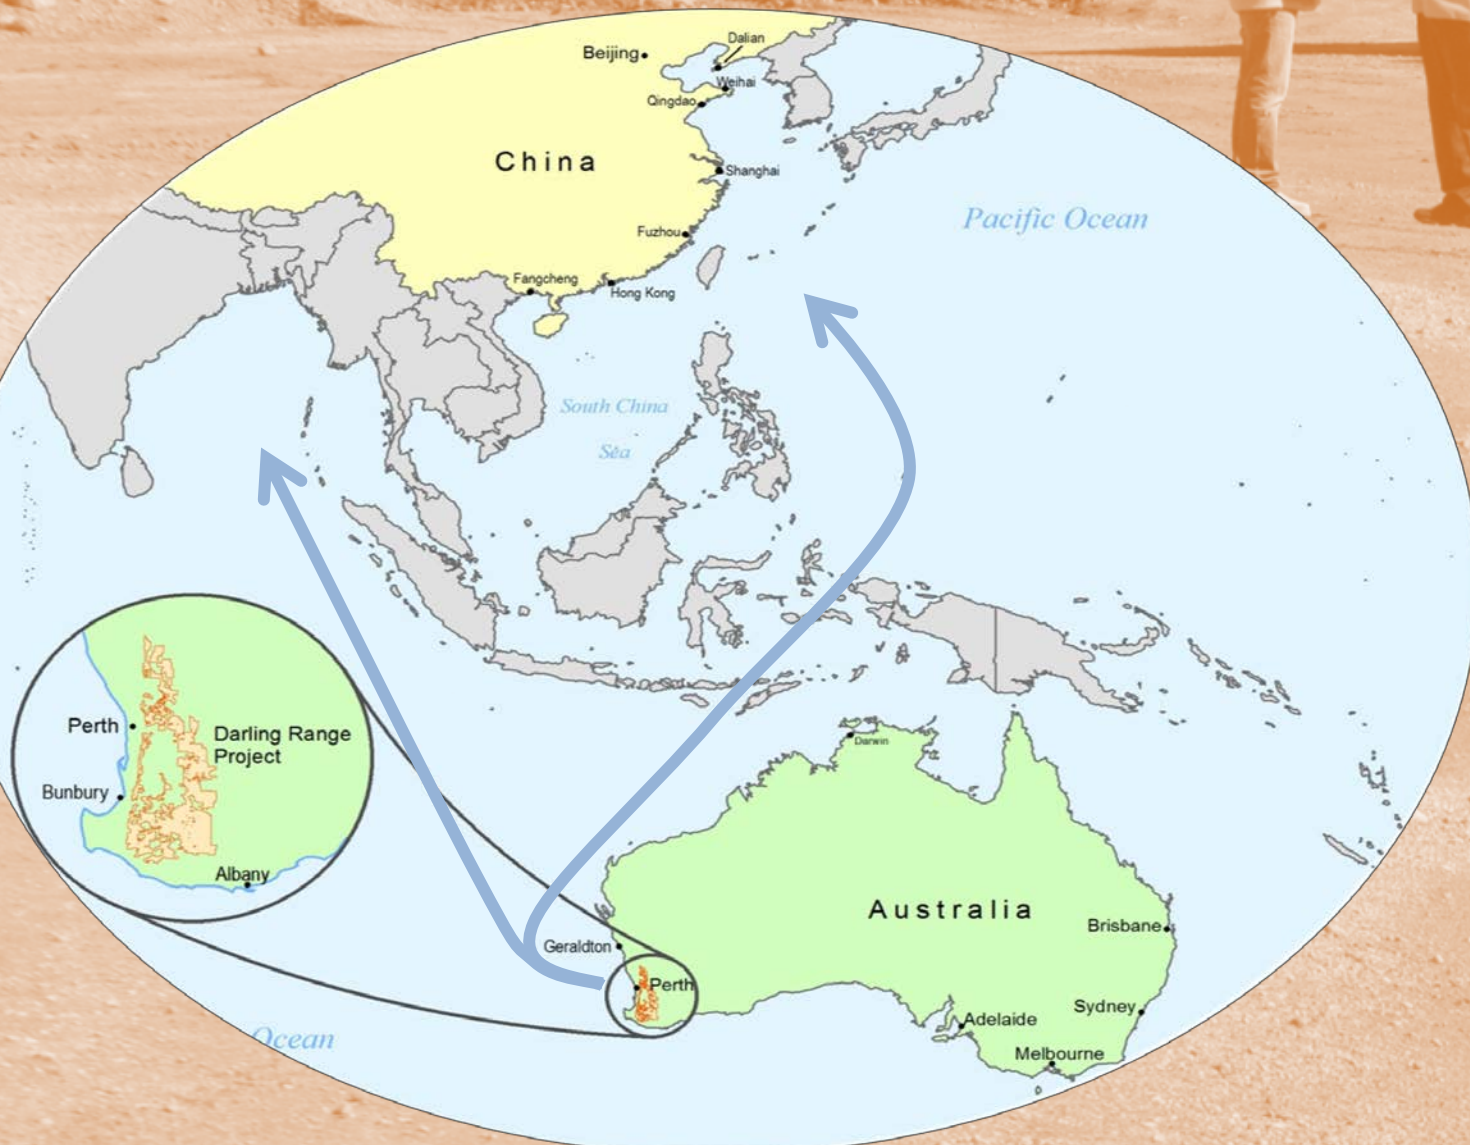 Dalian
Beijing
Weihai
Qingdao
China
Shanghai
Pacific Ocean
Fuzhou
Fangcheng
Hong Kong
South China
Sea
Perth
Darling Range
Project
Darwin
Bunbury
Albany
Australia
Brisbane
Geraldton
Perth
Sydney
Adelaide
Ocean
Melbourne